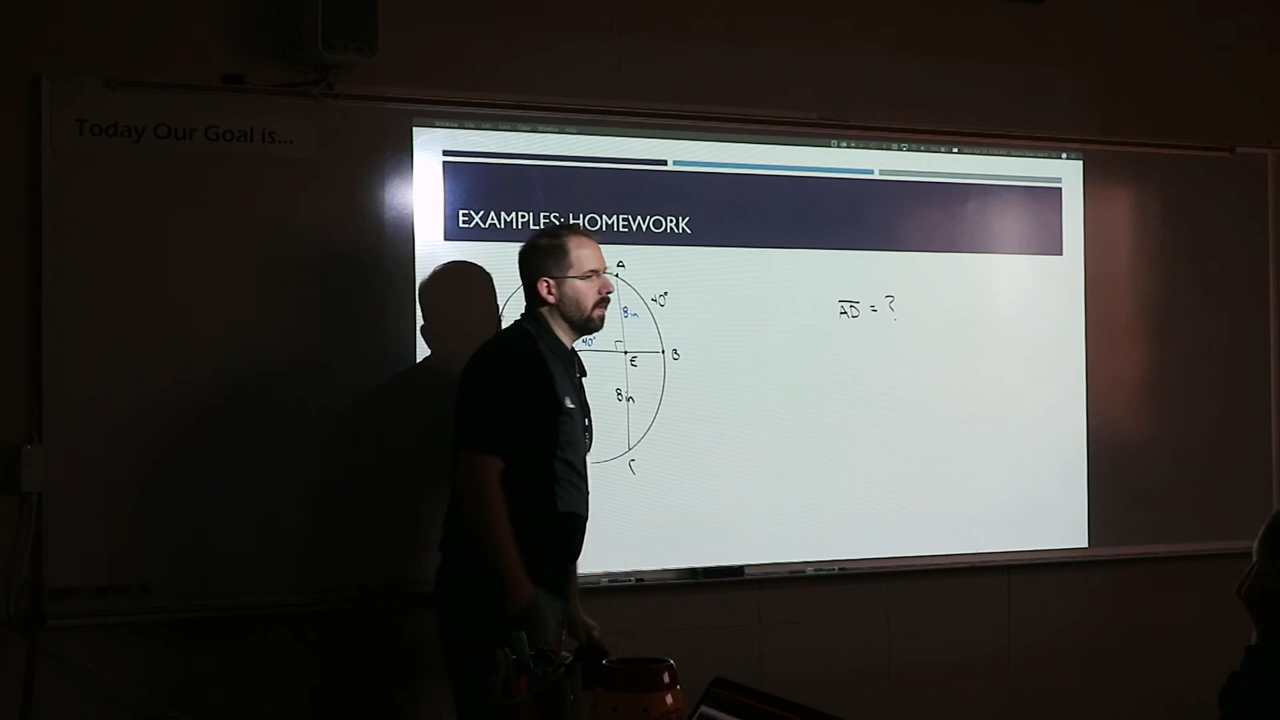 Today Our Goal is...
EXAMPLES: HOMEWORK
A
40°
8in
AD = ?
40°
E
B
8in
C